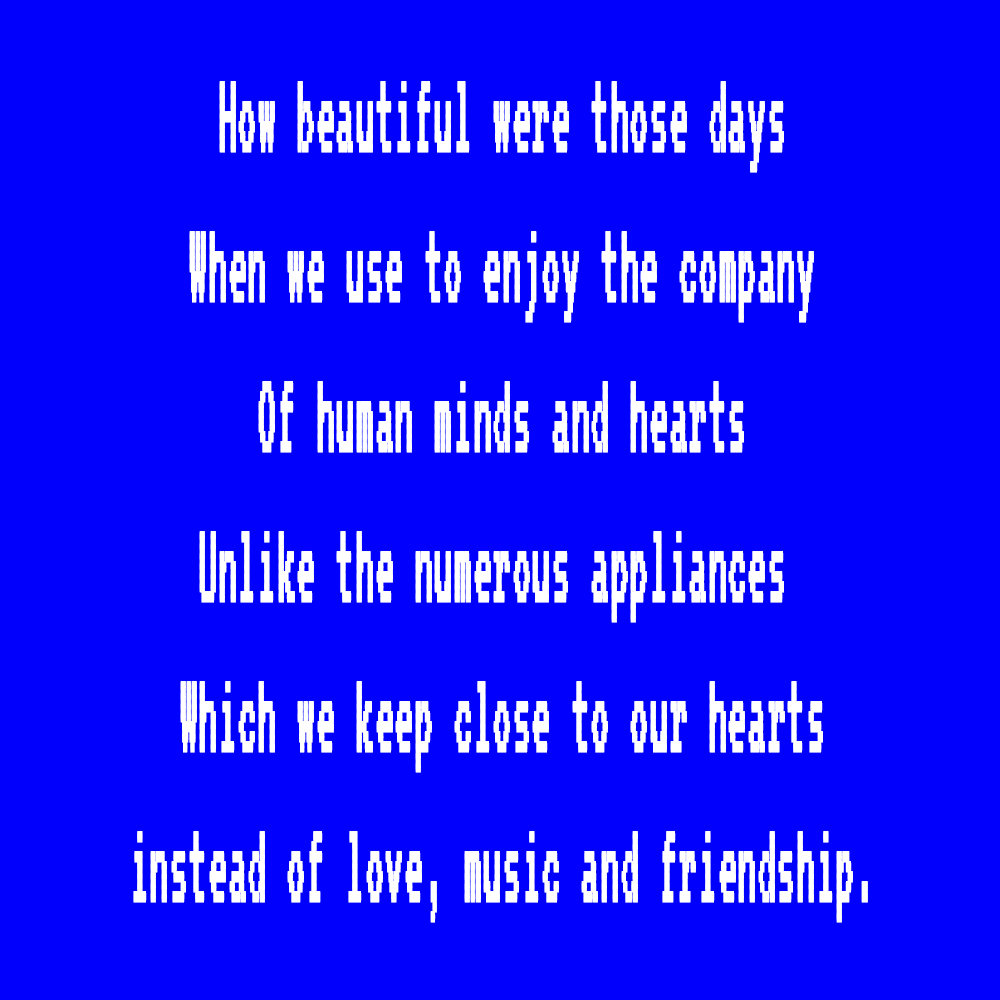 How beautiful were those days
When we use to enjoy the company
Of human minds and hearts
Unlike the numerous appliances
Which we keep close to our hearts
instead of love, music and friendship.